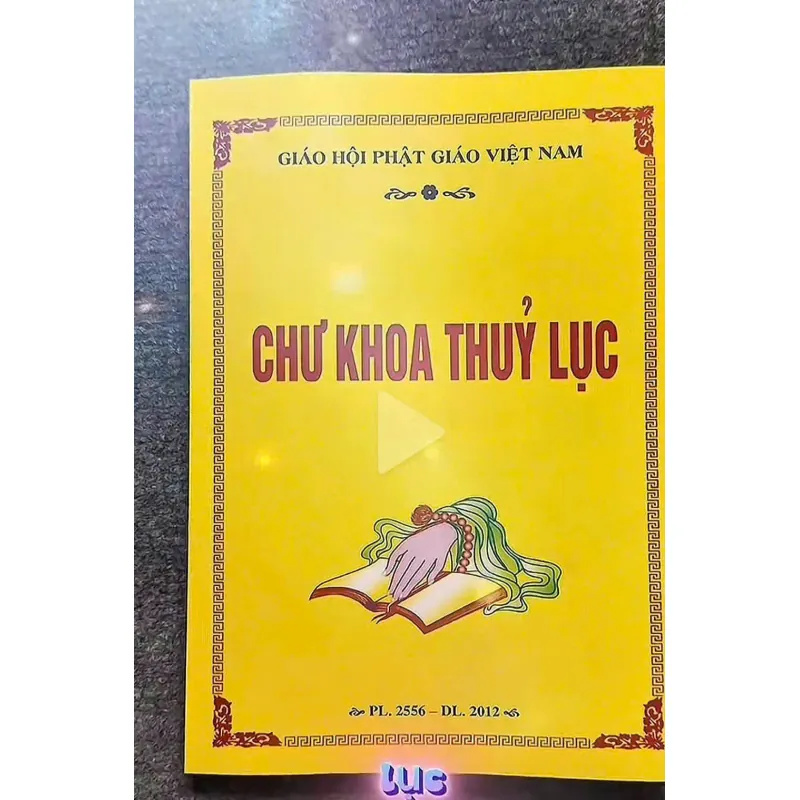 GIÁO HỘI PHẬT GIÁO VIỆT NAM
CHƯ KHOA THUỶ LỤC
PL. 2556 – DL. 2012
lục